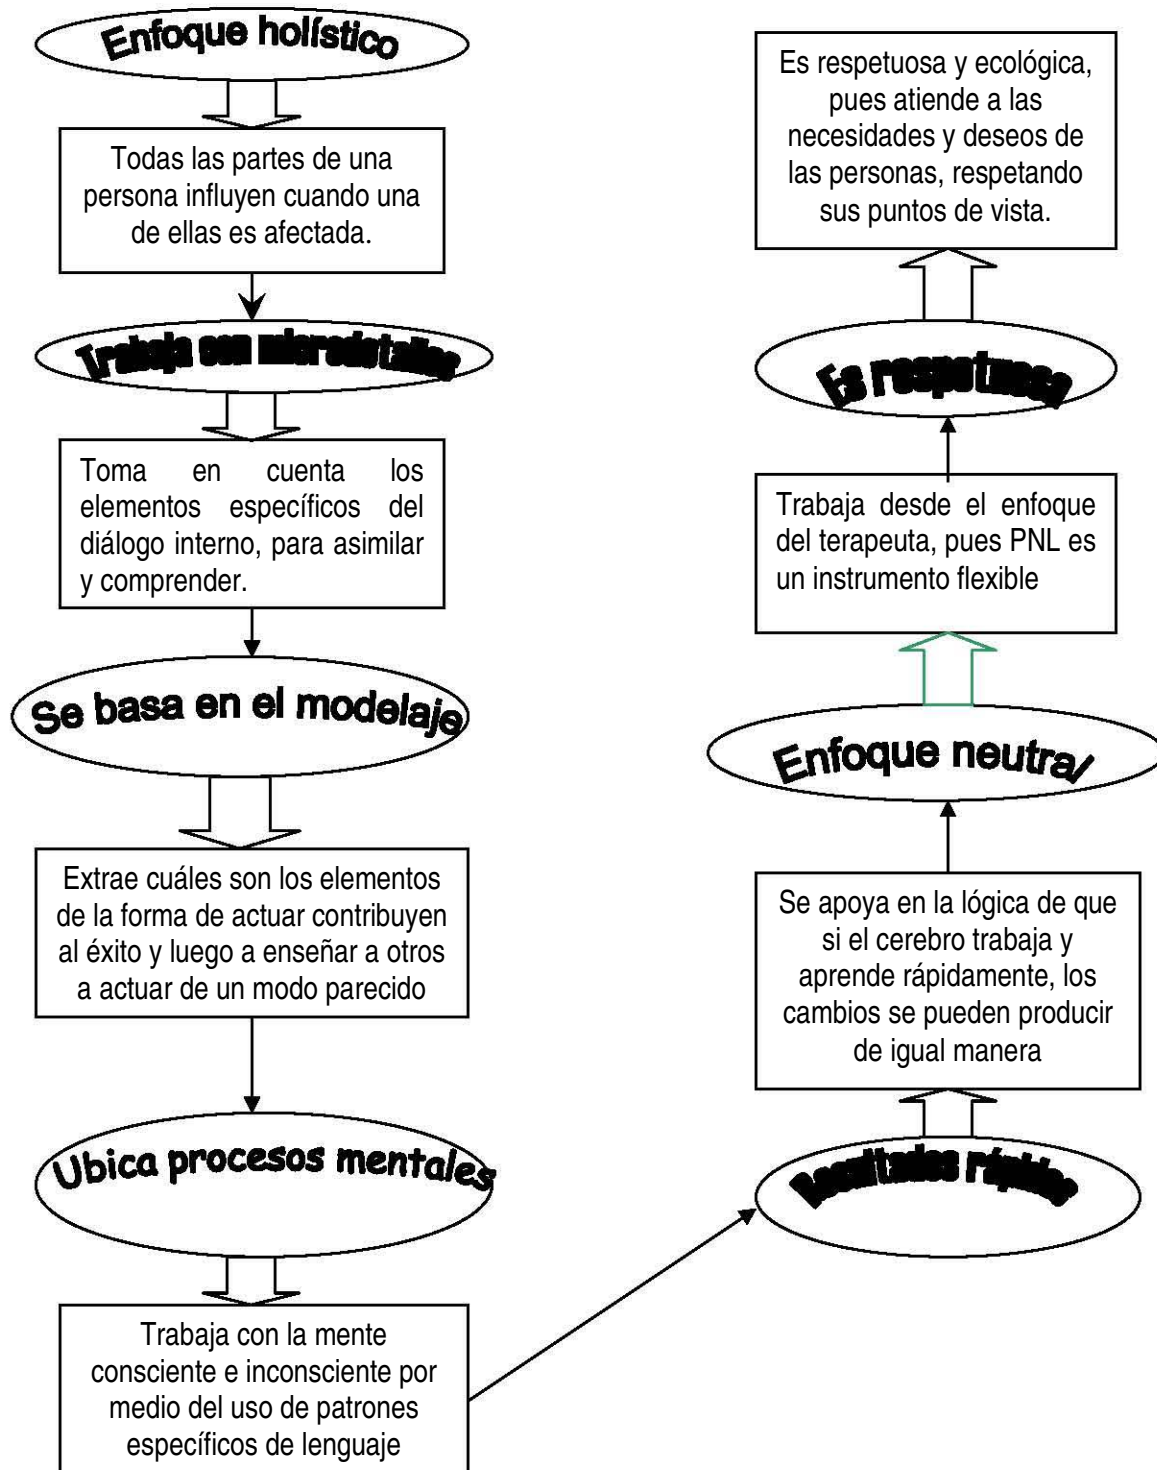 Enfoque holístico
Todas las partes de una
persona influyen cuando una
de ellas es afectada.
Trabaja con microdetalles
Toma en cuenta los
elementos específicos del
diálogo interno, para asimilar
y comprender.
Se basa en el modelaje
Extrae cuáles son los elementos
de la forma de actuar contribuyen
al éxito y luego a enseñar a otros
a actuar de un modo parecido
Ubica procesos mentales
Trabaja con la mente
consciente e inconsciente por
medio del uso de patrones
específicos de lenguaje
Resultados rápidos
Se apoya en la lógica de que
si el cerebro trabaja y
aprende rápidamente, los
cambios se pueden producir
de igual manera
Enfoque neutral
Trabaja desde el enfoque
del terapeuta, pues PNL es
un instrumento flexible
Es respetuosa
Es respetuosa y ecológica,
pues atiende a las
necesidades y deseos de
las personas, respetando
sus puntos de vista.